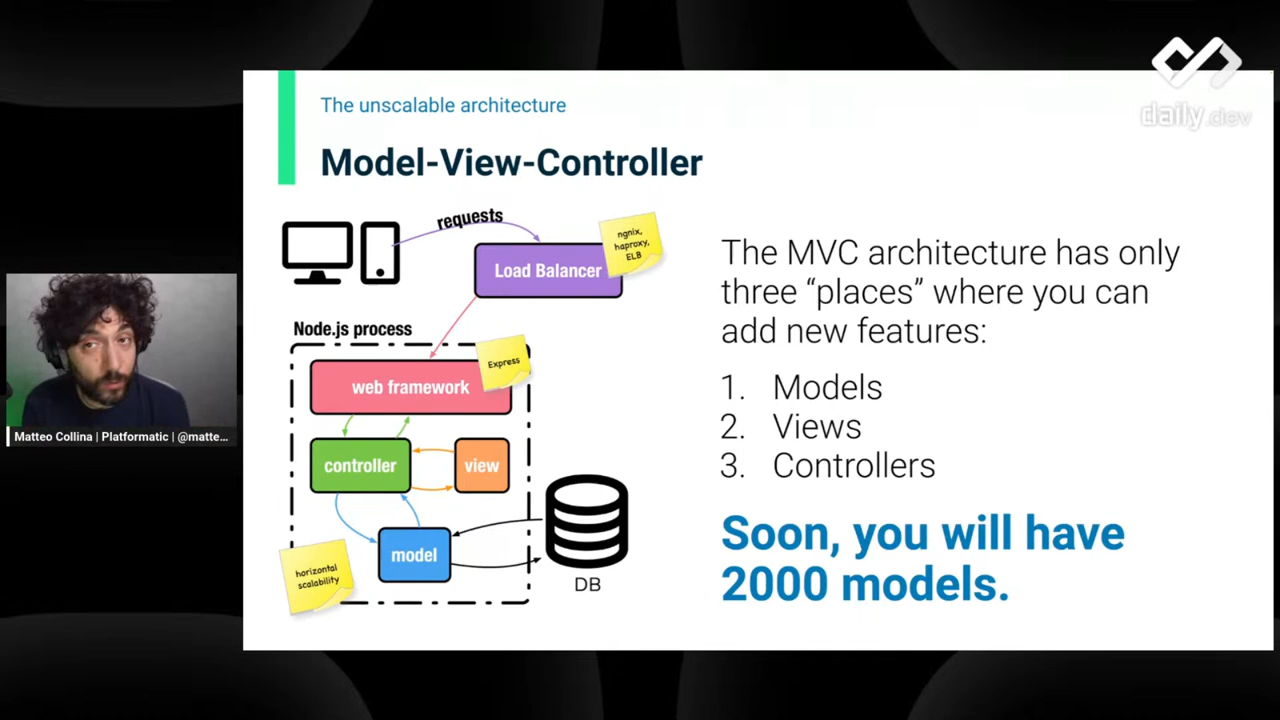 daily.dev
The unscalable architecture
Model-View-Controller
requests
ngnix,
haproxy,
ELB
Load Balancer
Node.js process
Express
web framework
controller
view
model
horizontal
scalability
DB
The MVC architecture has only
three “places” where you can
add new features:
1. Models
2. Views
3. Controllers
Soon, you will have
2000 models.
Matteo Collina | Platformatic | @matte...